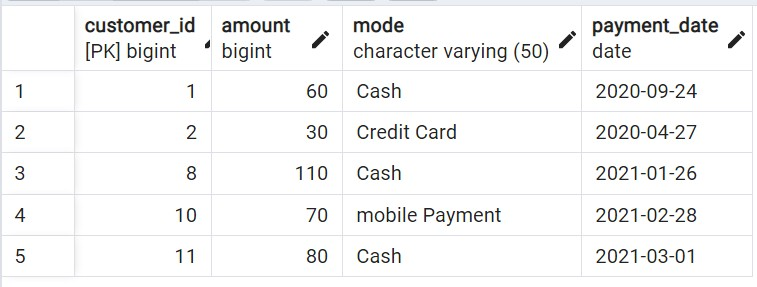 customer_id amount mode payment_date
[PK] bigint bigint character varying (50) date
1 1 60 Cash 2020-09-24
2 2 30 Credit Card 2020-04-27
3 8 110 Cash 2021-01-26
4 10 70 mobile Payment 2021-02-28
5 11 80 Cash 2021-03-01